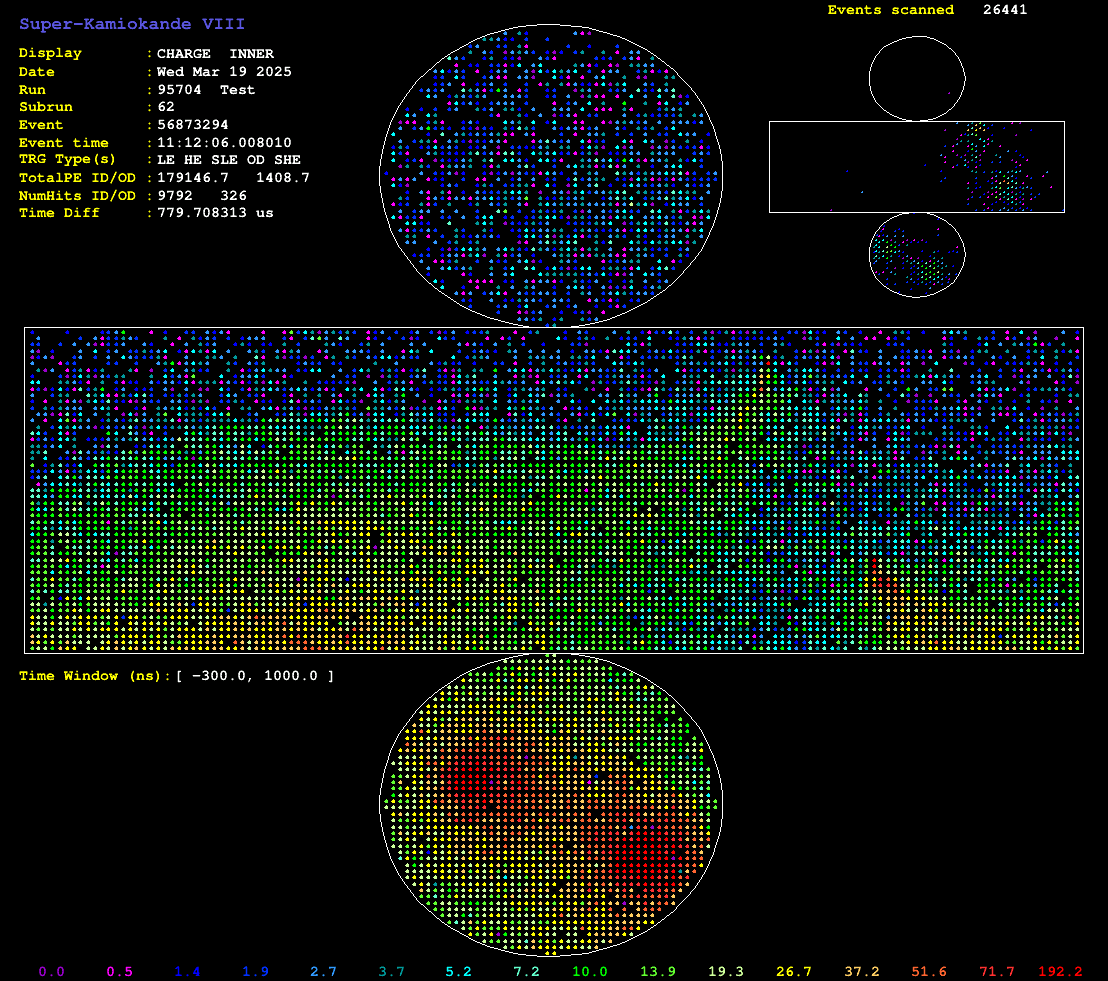 Super-Kamiokande VIII
Events scanned 26441
Display : CHARGE INNER
Date : Wed Mar 19 2025
Run : 95704 Test
Subrun : 62
Event : 56873294
Event time : 11:12:06.008010
TRG Type(s) : LE HE SLE OD SHE
TotalPE ID/OD : 179146.7 1408.7
NumHits ID/OD : 9792 326
Time Diff : 779.708313 us
Time Window (ns): [ -300.0, 1000.0 ]
0.0 0.5 1.4 1.9 2.7 3.7 5.2 7.2 10.0 13.9 19.3 26.7 37.2 51.6 71.7 192.2